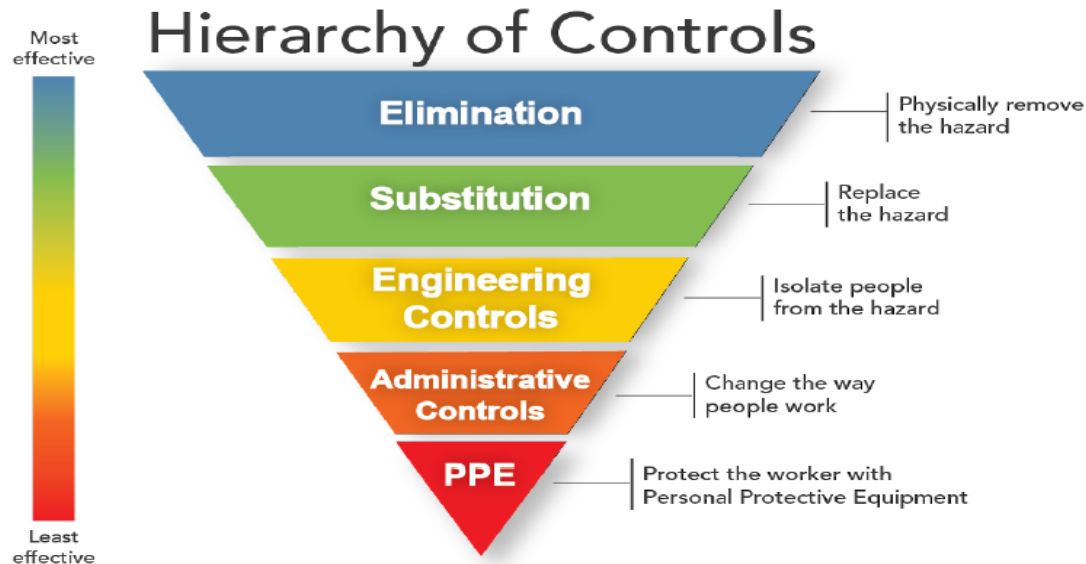 Hierarchy of Controls
Most
effective
Elimination
Physically remove
the hazard
Substitution
Replace
the hazard
Engineering
Controls
Isolate people
from the hazard
Administrative
Controls
Change the way
people work
PPE
Protect the worker with
Personal Protective Equipment
Least
effective